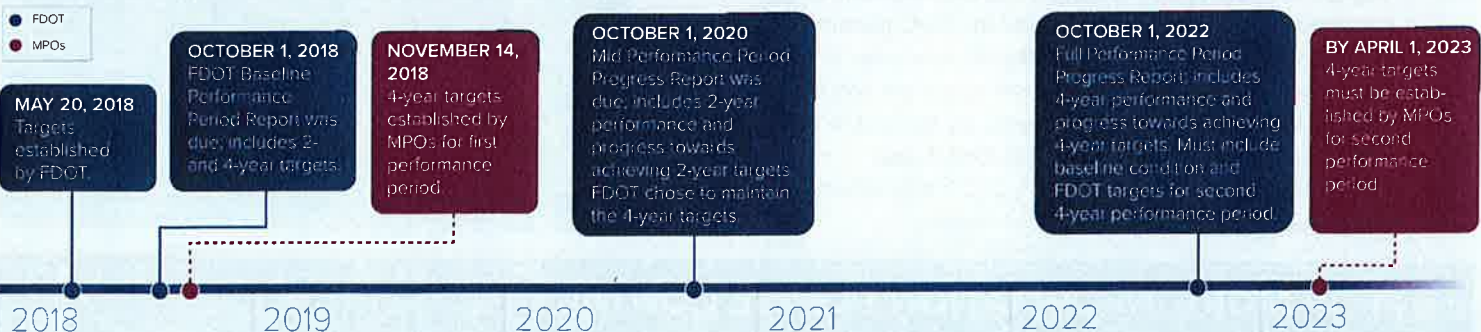 FDOT
MPOs
MAY 20, 2018
Targets
established
by FDOT.
OCTOBER 1, 2018
FDOT Baseline
Performance
Period Report was
due; includes 2-
and 4-year targets.
NOVEMBER 14,
2018
4-year targets
established by
MPOs for first
performance
period.
OCTOBER 1, 2020
Mid Performance Period
Progress Report was
due; includes 2-year
performance and
progress towards
achieving 2-year targets
FDOT chose to maintain
the 4-year targets.
OCTOBER 1, 2022
Full Performance Period
Progress Report; includes
4-year performance and
progress towards achieving
4-year targets. Must include
baseline condition and
FDOT targets for second
4-year performance period.
BY APRIL 1, 2023
4-year targets
must be estab-
lished by MPOs
for second
performance
period
2018
2019
2020
2021
2022
2023